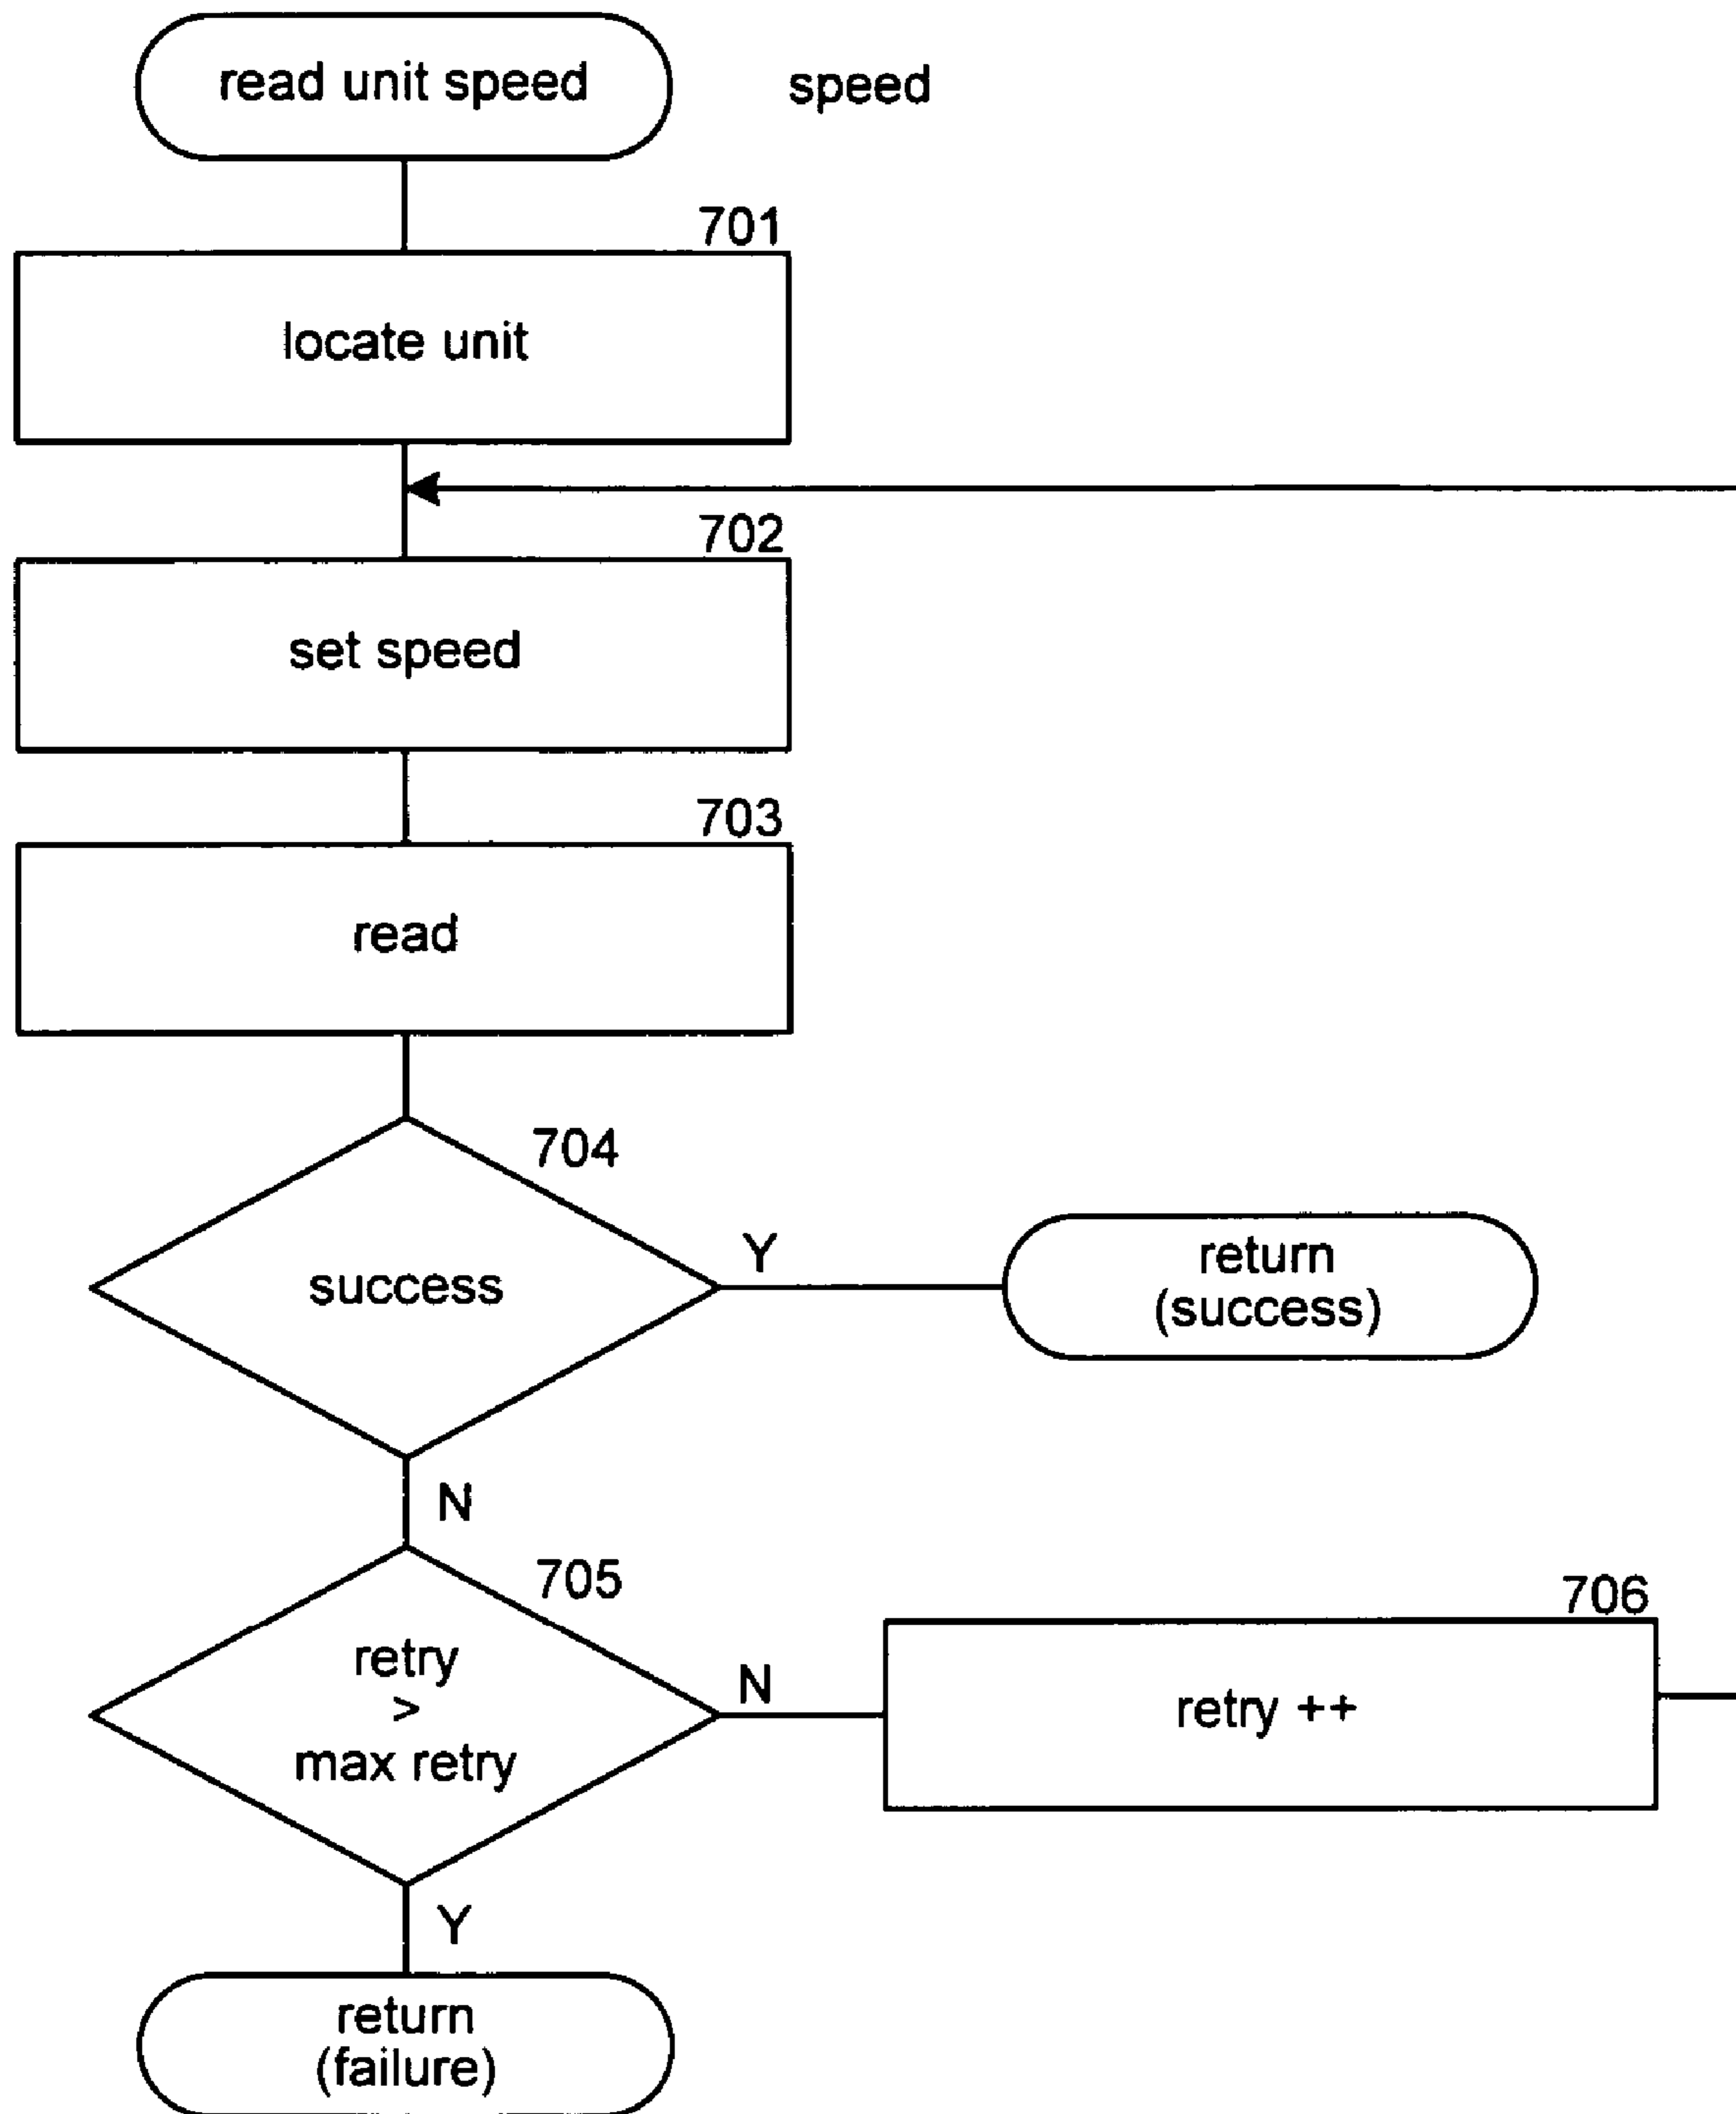 read unit speed
speed
701
locate unit
702
set speed
703
read
704
success
Y
return
(success)
N
705
retry
>
max retry
N
706
retry ++
Y
return
(failure)